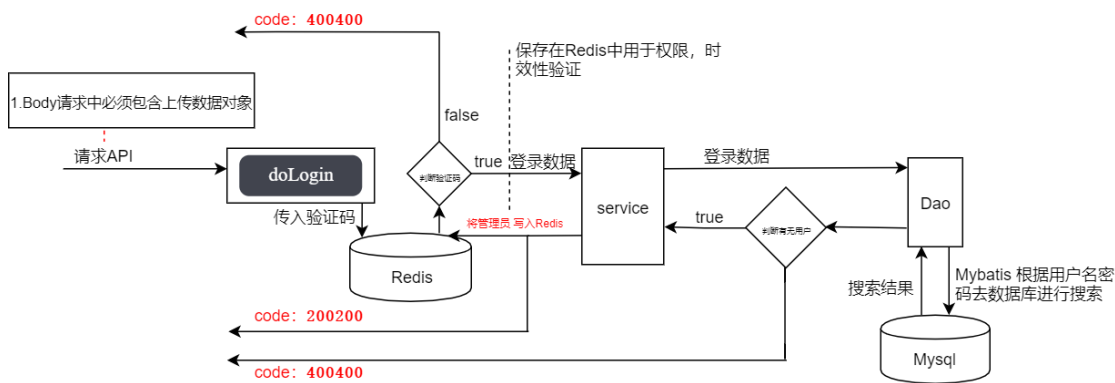 code：400400
保存在Redis中用于权限，时
效性验证
1.Body请求中必须包含上传数据对象
false
请求API
doLogin
判断验证码
true
登录数据
登录数据
service
Dao
传入验证码
将管理员 写入Redis
true
判断有无用户
Redis
搜索结果
Mybatis 根据用户名密
码去数据库进行搜索
code：200200
Mysql
code：400400